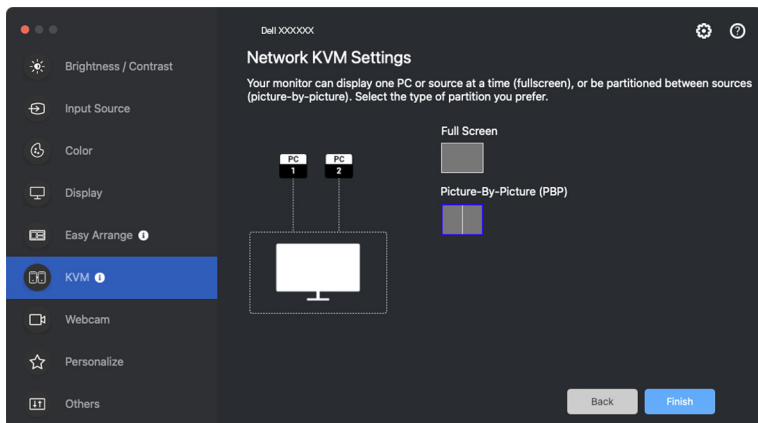 Dell XXXXXX
Brightness / Contrast
Input Source
Color
Display
Easy Arrange
KVM
Webcam
Personalize
Others
Network KVM Settings
Your monitor can display one PC or source at a time (fullscreen), or be partitioned between sources
(picture-by-picture). Select the type of partition you prefer.
PC
1
PC
2
Full Screen
Picture-By-Picture (PBP)
Back
Finish